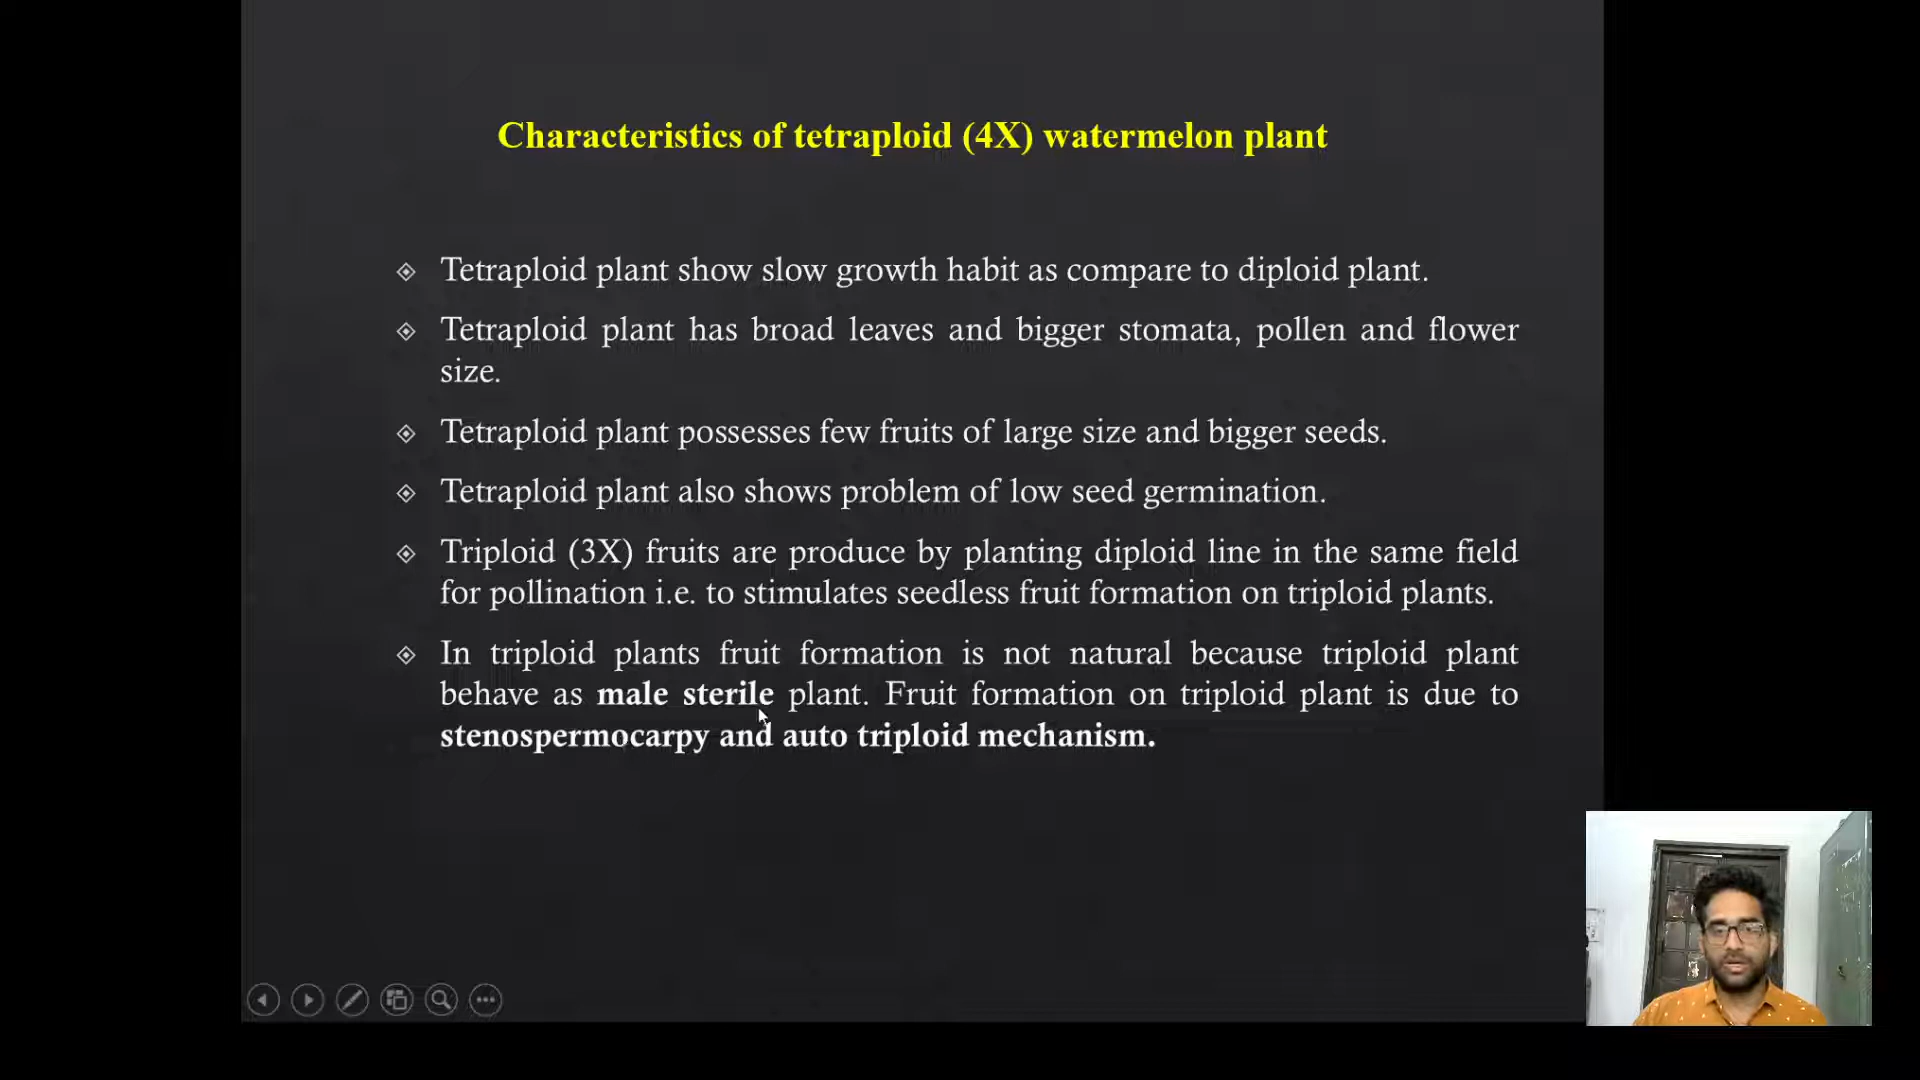 Characteristics of tetraploid (4X) watermelon plant
Tetraploid plant show slow growth habit as compare to diploid plant.
Tetraploid plant has broad leaves and bigger stomata, pollen and flower
size.
Tetraploid plant possesses few fruits of large size and bigger seeds.
Tetraploid plant also shows problem of low seed germination.
Triploid (3X) fruits are produce by planting diploid line in the same field
for pollination i.e. to stimulates seedless fruit formation on triploid plants.
In triploid plants fruit formation is not natural because triploid plant
behave as male sterile plant. Fruit formation on triploid plant is due to
stenospermocarpy and auto triploid mechanism.